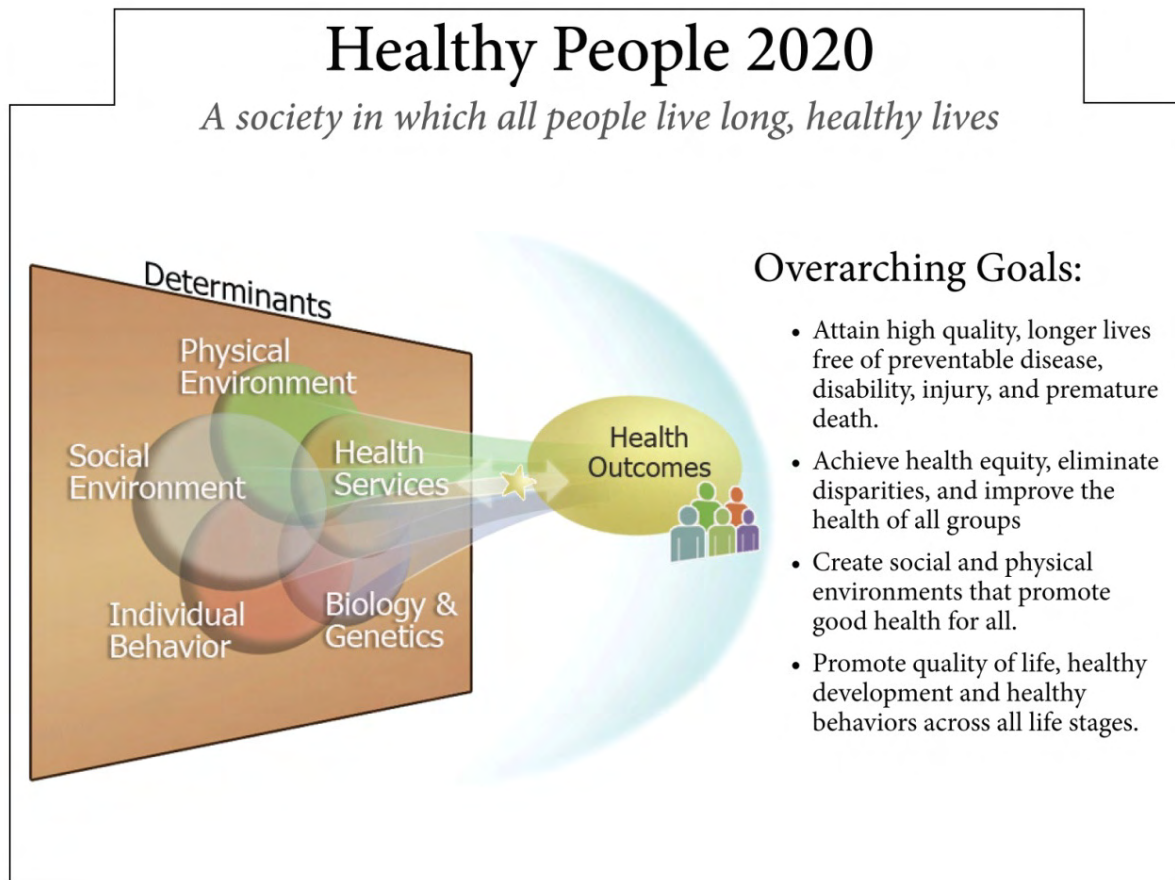 Healthy People 2020
A society in which all people live long, healthy lives
Determinants
Physical
Environment
Social
Environment
Health
Services
Individual
Behavior
Biology &
Genetics
Health
Outcomes
Overarching Goals:
• Attain high quality, longer lives
free of preventable disease,
disability, injury, and premature
death.
• Achieve health equity, eliminate
disparities, and improve the
health of all groups
• Create social and physical
environments that promote
good health for all.
• Promote quality of life, healthy
development and healthy
behaviors across all life stages.